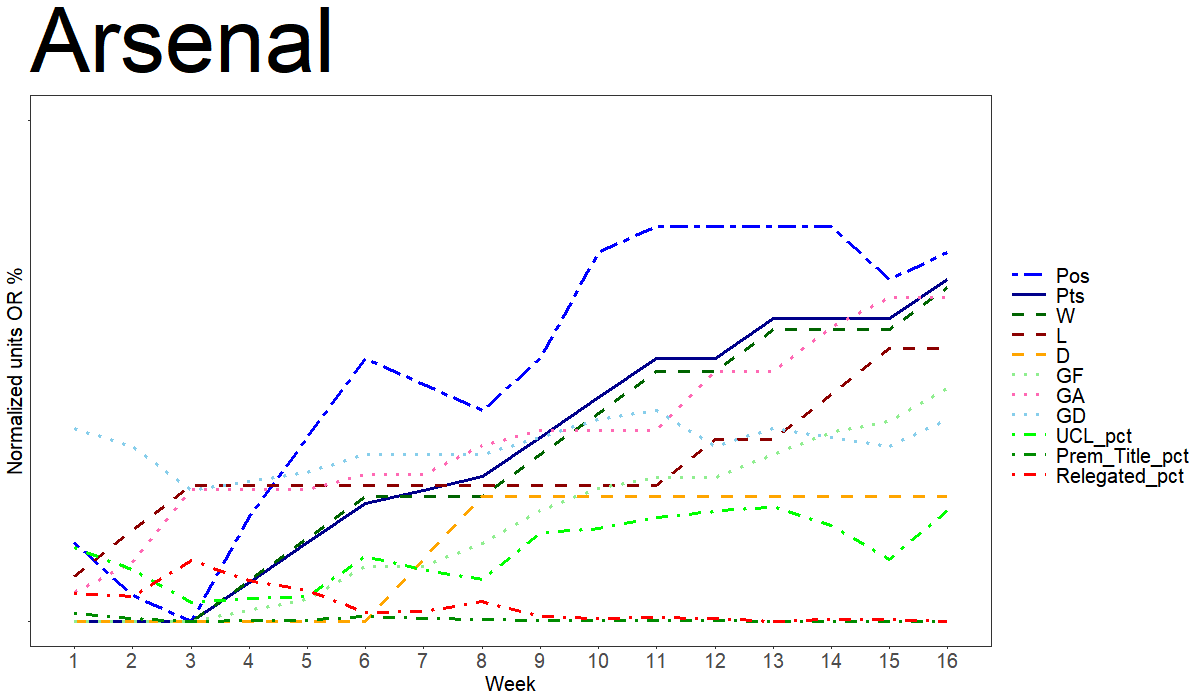 Arsenal
Normalized units OR %
1 2 3 4 5 6 7 8 9 10 11 12 13 14 15 16
Week
Pos
Pts
W
L
D
GF
GA
GD
UCL_pct
Prem_Title_pct
Relegated_pct